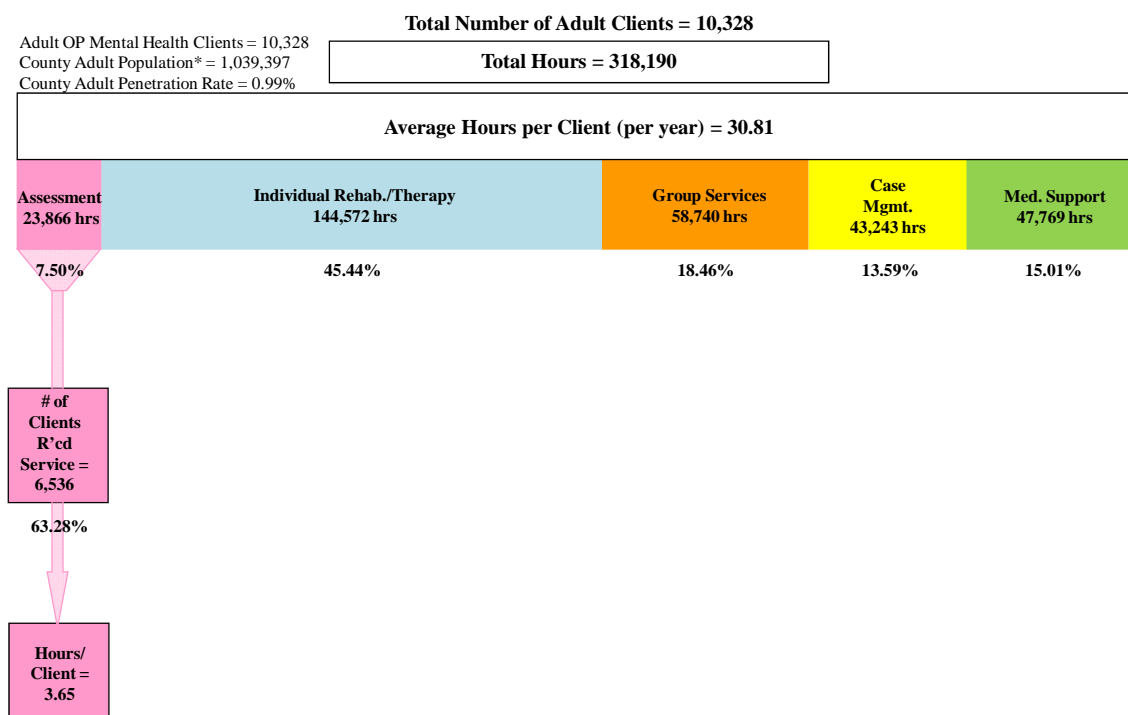 Total Number of Adult Clients = 10,328
Adult OP Mental Health Clients = 10,328
County Adult Population* = 1,039,397
County Adult Penetration Rate = 0.99%
Total Hours = 318,190
Average Hours per Client (per year) = 30.81
Assessment
23,866 hrs
Individual Rehab./Therapy
144,572 hrs
Group Services
58,740 hrs
Case
Mgmt.
43,243 hrs
Med. Support
47,769 hrs
7.50%
45.44%
18.46%
13.59%
15.01%
# of
Clients
R’cd
Service =
6,536
63.28%
Hours/
Client =
3.65